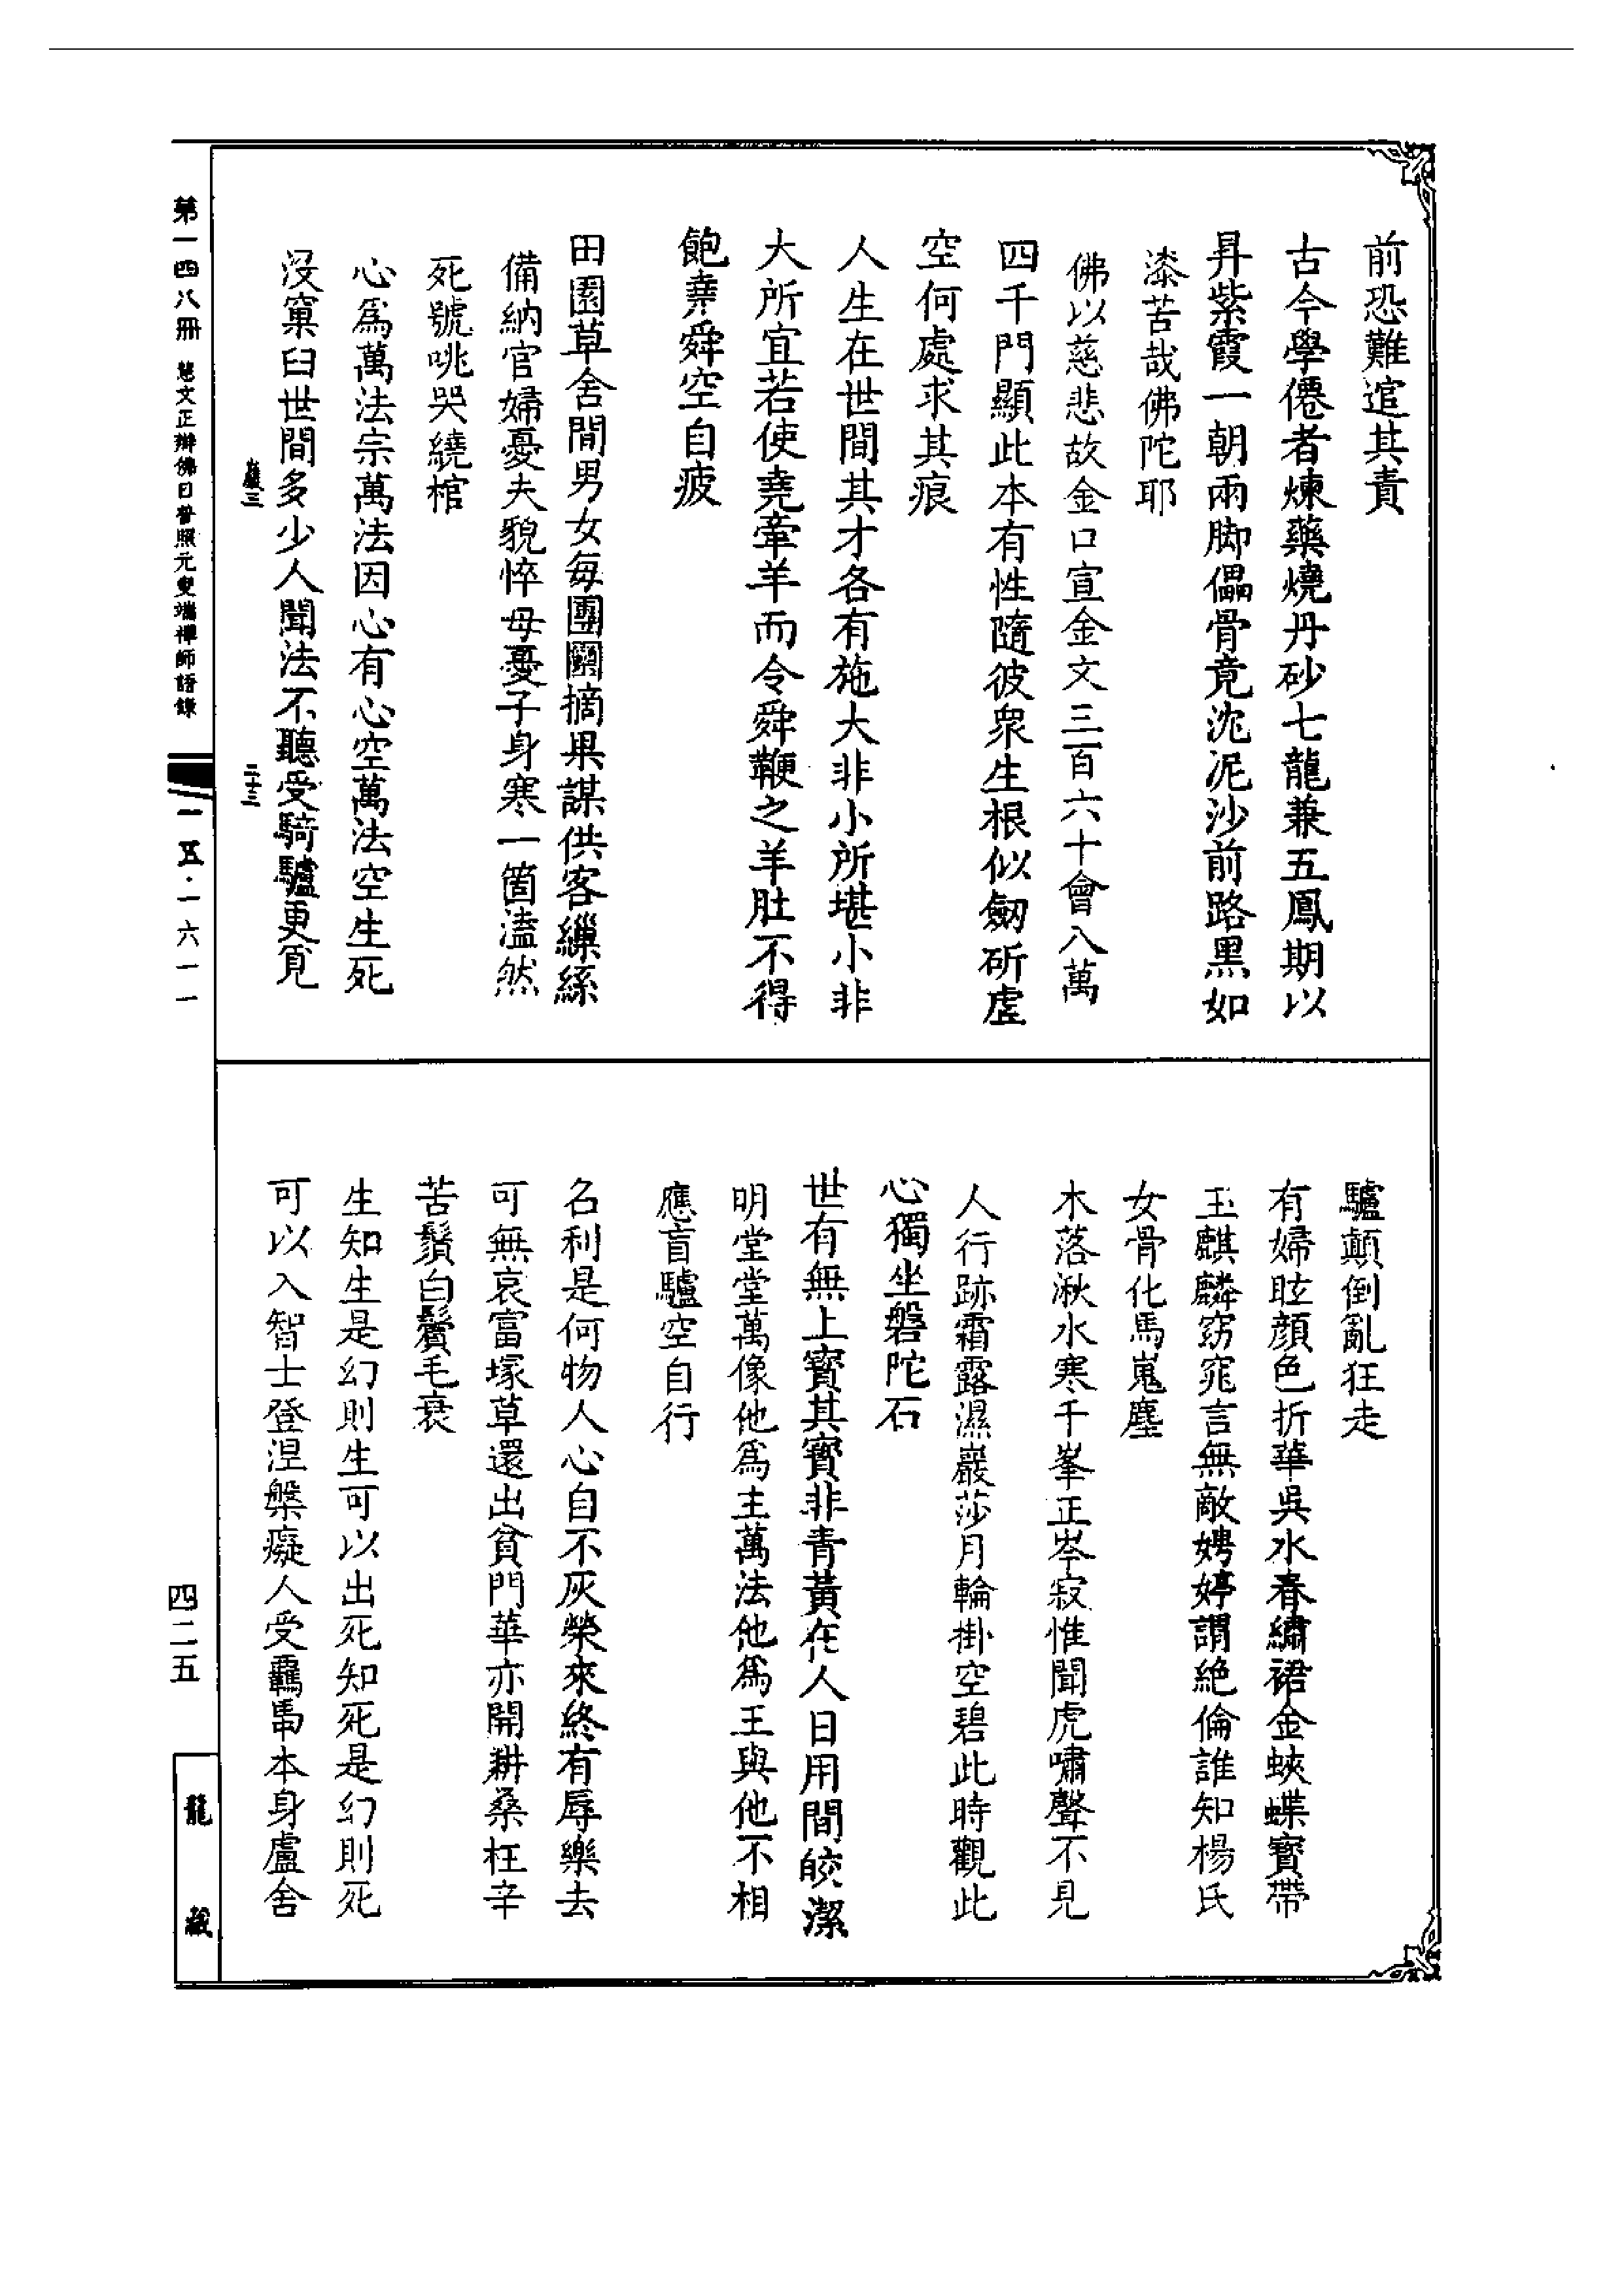 前恐難逭其責
古今學僊者煉藥燒丹砂七龍兼五鳳期以
昇紫霞一朝兩脚儡骨竟沈泥沙前路黑如
漆苦哉佛陀耶
佛以慈悲故金口宣金文三百六十會八萬
四千門顯此本有性隨彼衆生根似劒斫虛
空何處求其痕
人生在世間其才各有施大非小所堪小非
大所宜若使堯牽羊而令舜鞭之羊肚不得
飽堯舜空自疲
田園草舍間男女每團圝摘果謀供客繅絲
備納官婦憂夫貌悴母憂子身寒一箇溘然
死號咷哭繞棺
心爲萬法宗萬法因心有心空萬法空生死
沒窠臼世間多少人聞法不聽受騎驢更覓
驢顛倒亂狂走
有婦眩顏色折華吳水春繡裙金蛺蝶寶帶
玉麒麟窈窕言無敵娉婷謂絕倫誰知楊氏
女骨化馬嵬塵
木落湫水寒千峯正岑寂惟聞虎嘯聲不見
人行跡霜露濕巖莎月輪掛空碧此時觀此
心獨坐磐陀石
世有無上寶其寶非青黃在人日用間皎潔
明堂堂萬像他爲主萬法他爲王與他不相
應盲驢空自行
名利是何物人心自不灰榮來終有辱樂去
可無哀富塚草還出貧門華亦開耕桑枉辛
苦鬚白鬢毛衰
生知生是幻則生可以出死知死是幻則死
可以入智士登涅槃癡人受羈馽本身盧舍
二十三
第一四八冊 慧文正辯佛日普照元叟端禪師語錄
一五·一六一一
四二五
龍藏